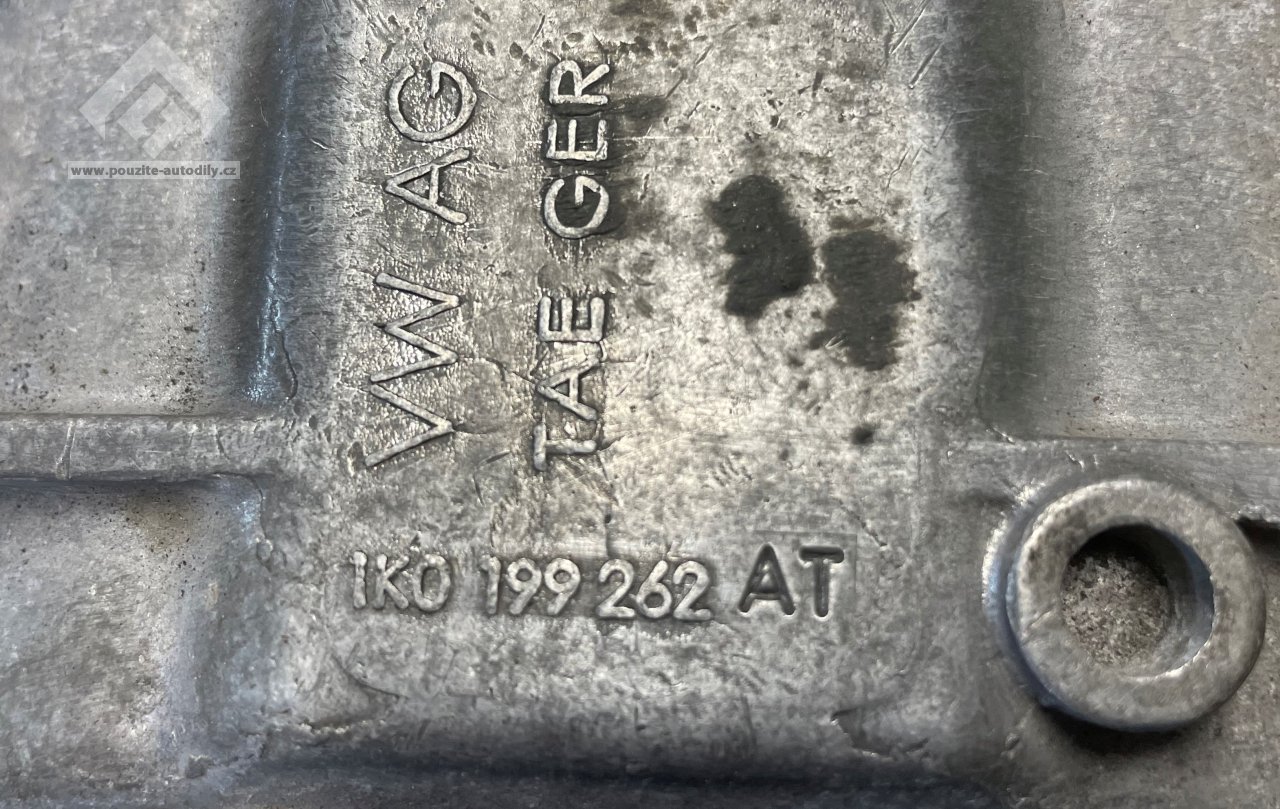 www.pouzite-autodily.cz
VW AG
TAE GER
1K0 199 262 AT